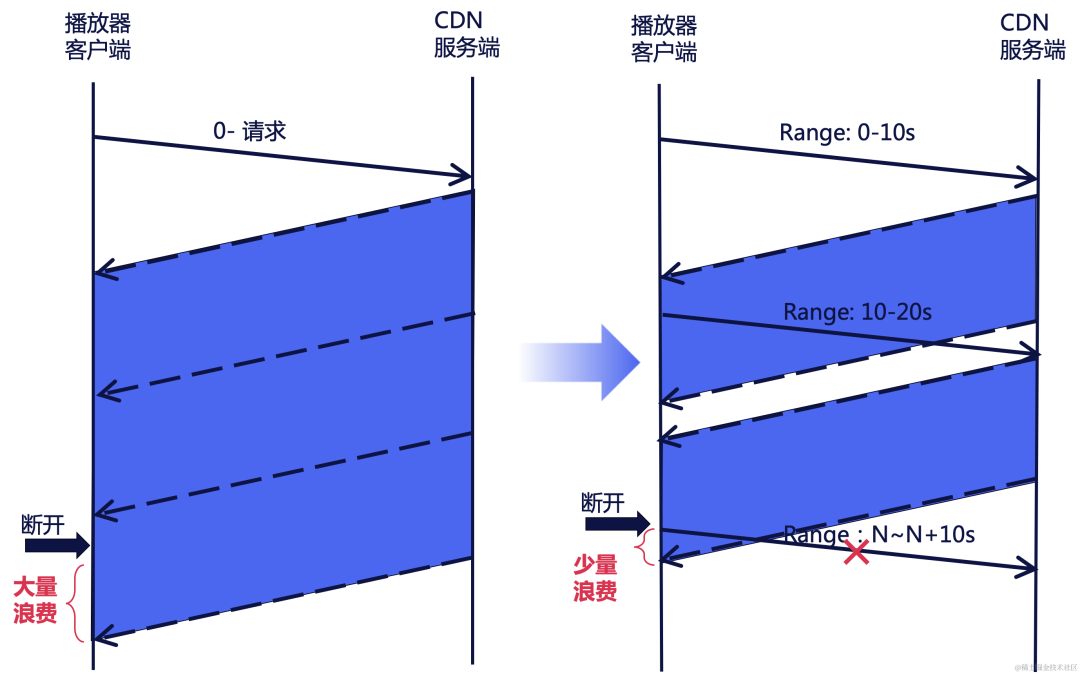 播放器
客户端
CDN
服务端
0- 请求
断开
大量
浪费
播放器
客户端
CDN
服务端
Range: 0-10s
Range: 10-20s
断开
Range：N~N+10s
少量
浪费
@稀土掘金技术社区